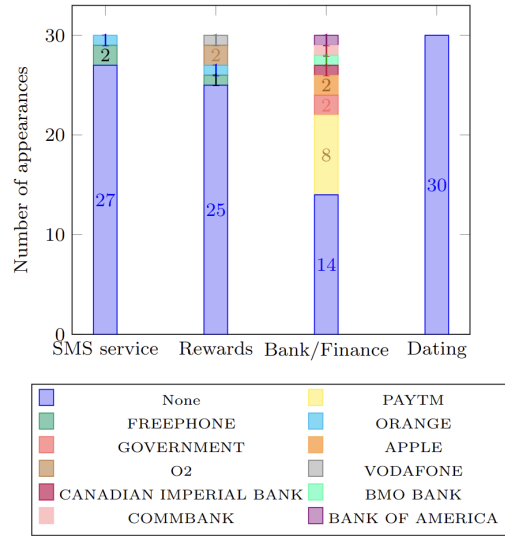 30
20
10
0
Number of appearances
1
2
27
2
1
1
25
1
1
1
2
2
8
14
30
SMS service Rewards Bank/Finance Dating
None PAYTM
FREEPHONE ORANGE
GOVERNMENT APPLE
O2 VODAFONE
CANADIAN IMPERIAL BANK BMO BANK
COMMBANK BANK OF AMERICA